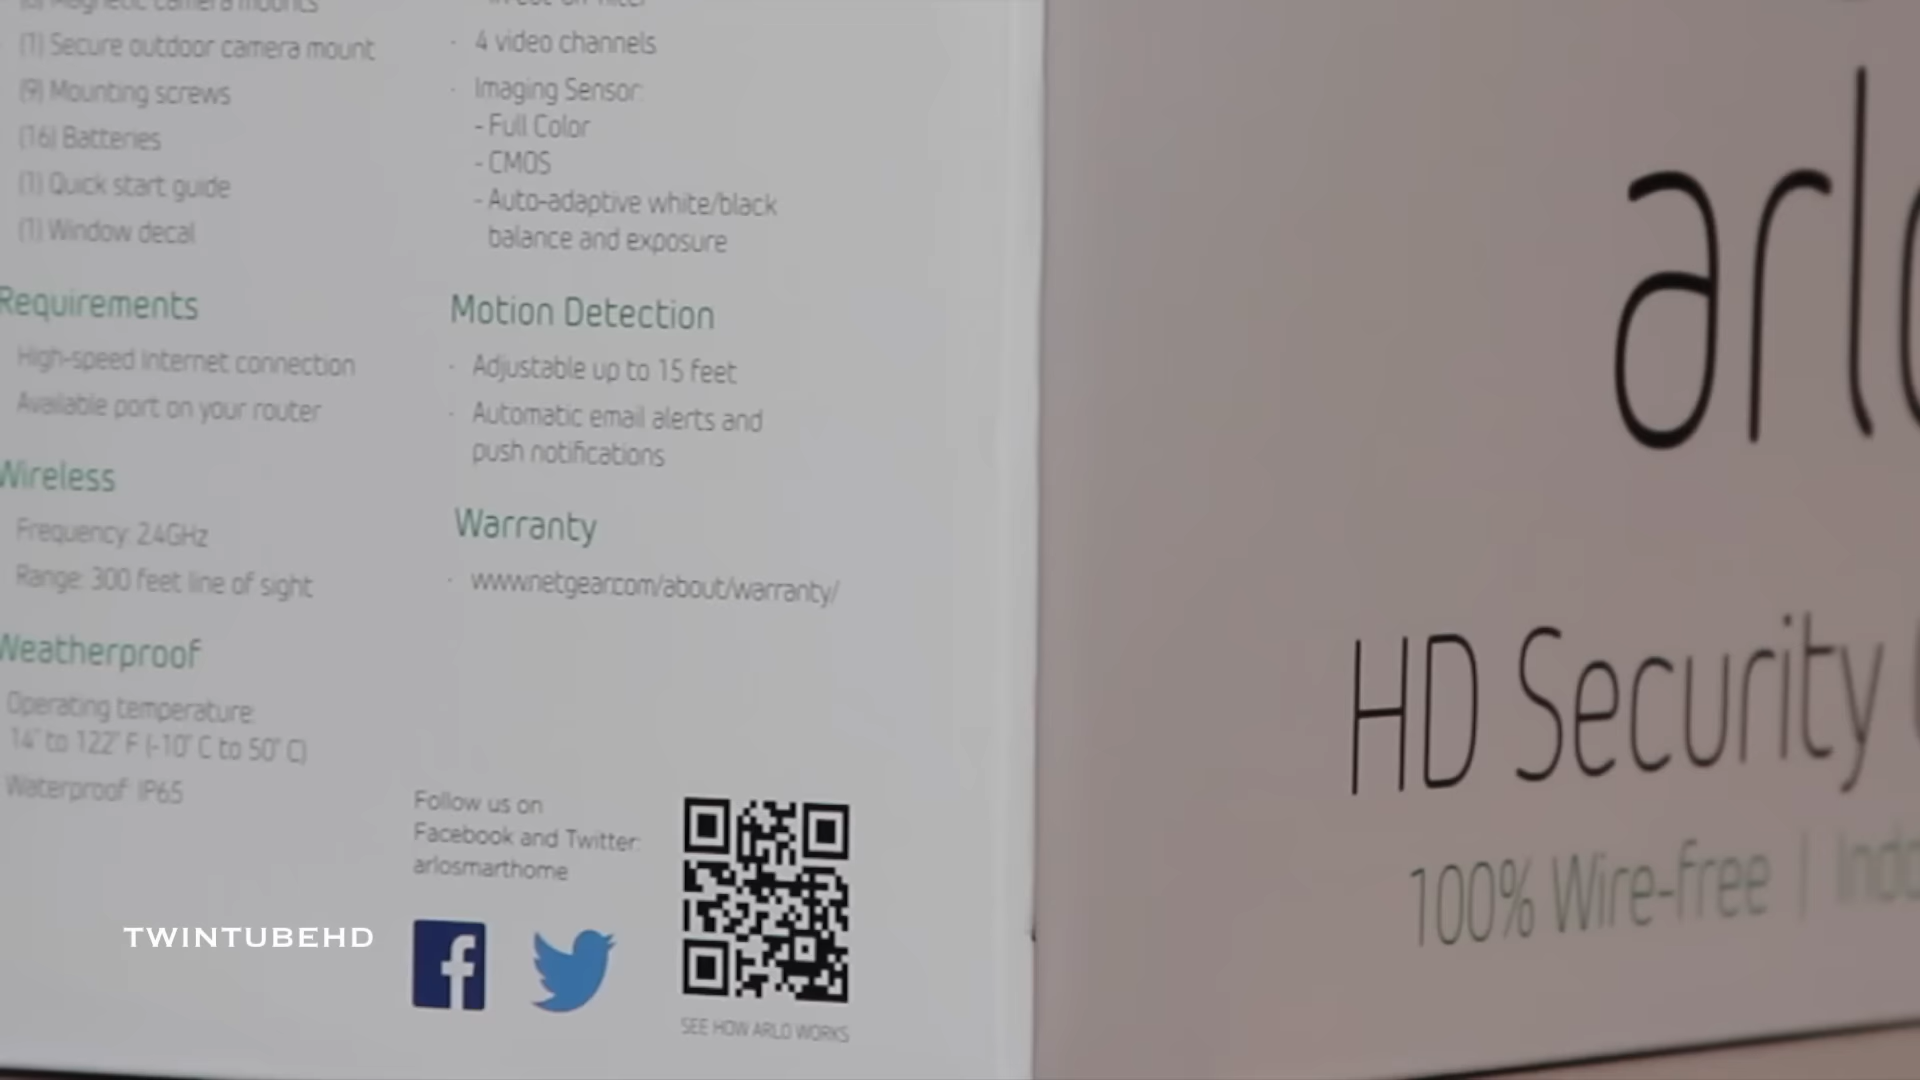 Magnetic camera mounts
(1) Secure outdoor camera mount
(9) Mounting screws
(16) Batteries
(1) Quick start guide
(1) Window decal
Requirements
High-speed internet connection
Available port on your router
Wireless
Frequency: 2.4GHz
Range: 300 feet line of sight
Weatherproof
Operating temperature:
14° to 122° F (-10° C to 50° C)
Waterproof: IP65
· 4 video channels
· Imaging Sensor:
- Full Color
- CMOS
- Auto-adaptive white/black
balance and exposure
Motion Detection
· Adjustable up to 15 feet
· Automatic email alerts and
push notifications
Warranty
· www.netgear.com/about/warranty/
Follow us on
Facebook and Twitter:
arlosmarthome
SEE HOW ARLO WORKS
TWINTUBEHD
arlo
HD Security
100% Wire-Free |